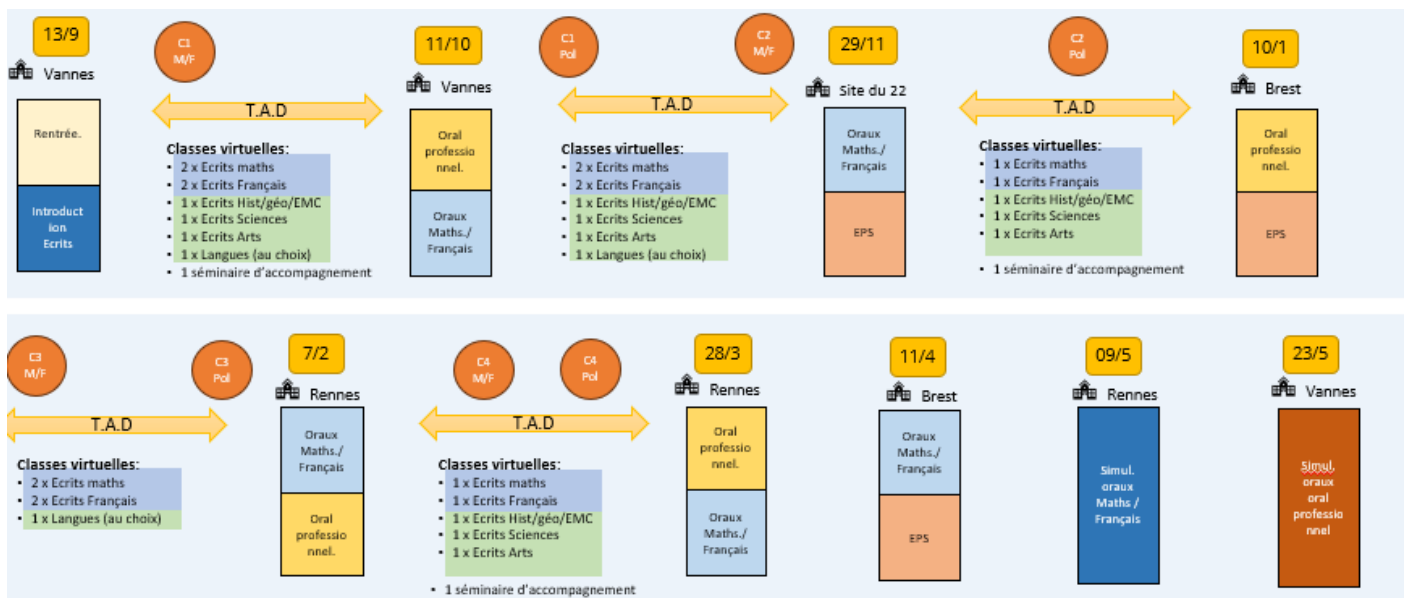 13/9
Vannes
Rentrée.
Introduct
ion
Ecrits
C1
M/F
T.A.D
Classes virtuelles:
• 2 x Ecrits maths
• 2 x Ecrits Français
• 1 x Ecrits Hist/géo/EMC
• 1 x Ecrits Sciences
• 1 x Ecrits Arts
• 1 x Langues (au choix)
• 1 séminaire d'accompagnement
11/10
Vannes
Oral
professio
nnel.
Oraux
Maths./
Français
C1
Pol
C2
M/F
T.A.D
Classes virtuelles:
• 2 x Ecrits maths
• 2 x Ecrits Français
• 1 x Ecrits Hist/géo/EMC
• 1 x Ecrits Sciences
• 1 x Ecrits Arts
• 1 x Langues (au choix)
29/11
Site du 22
Oraux
Maths./
Français
EPS
C2
Pol
T.A.D
Classes virtuelles:
• 1 x Ecrits maths
• 1 x Ecrits Français
• 1 x Ecrits Hist/géo/EMC
• 1 x Ecrits Sciences
• 1 x Ecrits Arts
• 1 séminaire d'accompagnement
10/1
Brest
Oral
professio
nnel.
EPS
C3
M/F
C3
Pol
T.A.D
Classes virtuelles:
• 2 x Ecrits maths
• 2 x Ecrits Français
• 1 x Langues (au choix)
7/2
Rennes
Oraux
Maths./
Français
Oral
professio
nnel.
C4
M/F
C4
Pol
T.A.D
Classes virtuelles:
• 1 x Ecrits maths
• 1 x Ecrits Français
• 1 x Ecrits Hist/géo/EMC
• 1 x Ecrits Sciences
• 1 x Ecrits Arts
• 1 séminaire d'accompagnement
28/3
Rennes
Oral
professio
nnel.
Oraux
Maths./
Français
11/4
Brest
Oraux
Maths./
Français
EPS
09/5
Rennes
Simul.
oraux
Maths /
Français
23/5
Vannes
Simul.
oraux
oral
professio
nnel